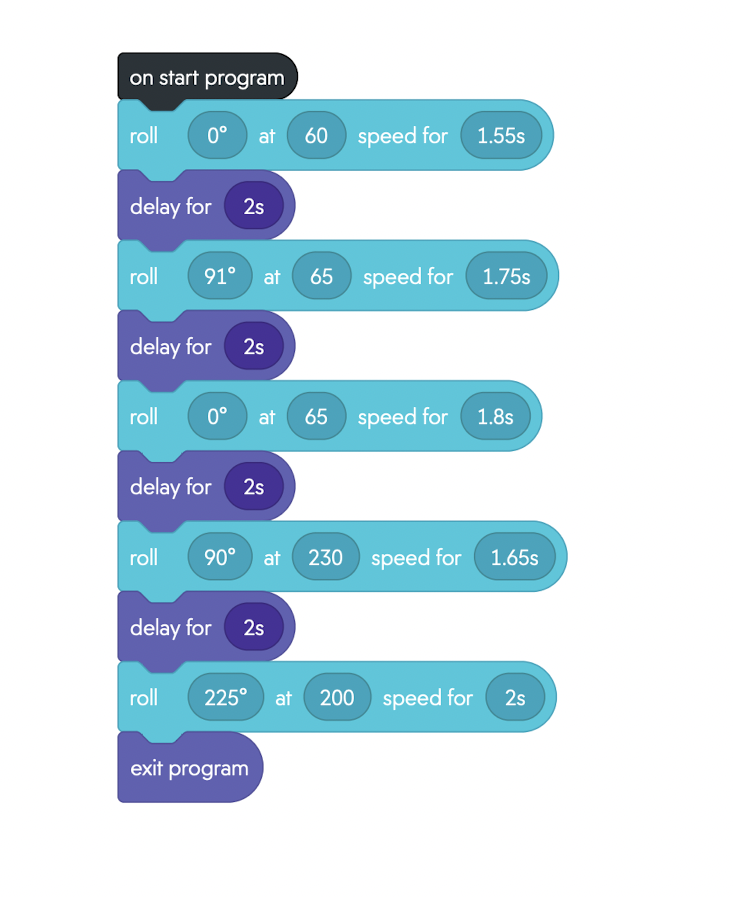 on start program
roll 0° at 60 speed for 1.55s
delay for 2s
roll 91° at 65 speed for 1.75s
delay for 2s
roll 0° at 65 speed for 1.8s
delay for 2s
roll 90° at 230 speed for 1.65s
delay for 2s
roll 225° at 200 speed for 2s
exit program